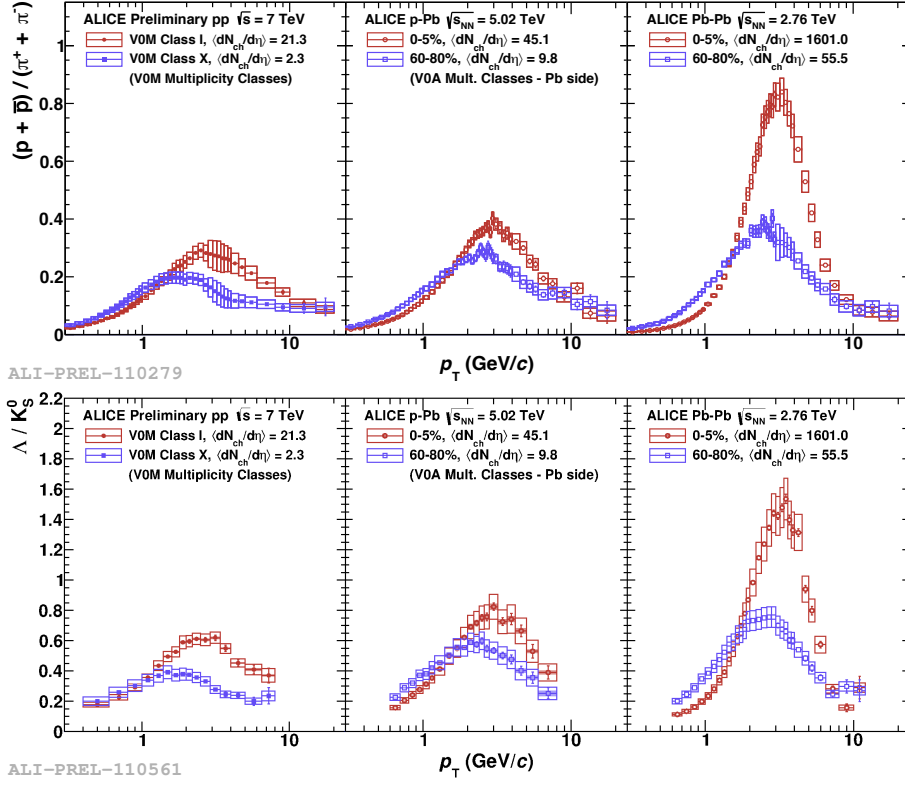 ALICE Preliminary pp √s = 7 TeV
V0M Class I, ⟨dN_ch/dη⟩ = 21.3
V0M Class X, ⟨dN_ch/dη⟩ = 2.3
(V0M Multiplicity Classes)
ALICE p-Pb √s_NN = 5.02 TeV
0-5%, ⟨dN_ch/dη⟩ = 45.1
60-80%, ⟨dN_ch/dη⟩ = 9.8
(V0A Mult. Classes - Pb side)
ALICE Pb-Pb √s_NN = 2.76 TeV
0-5%, ⟨dN_ch/dη⟩ = 1601.0
60-80%, ⟨dN_ch/dη⟩ = 55.5
(p + p̅) / (π⁺ + π⁻)
1
0.8
0.6
0.4
0.2
0
1 10 1 10 1 10
p_T (GeV/c)
ALI-PREL-110279
Λ / K⁰_S
ALICE Preliminary pp √s = 7 TeV
V0M Class I, ⟨dN_ch/dη⟩ = 21.3
V0M Class X, ⟨dN_ch/dη⟩ = 2.3
(V0M Multiplicity Classes)
ALICE p-Pb √s_NN = 5.02 TeV
0-5%, ⟨dN_ch/dη⟩ = 45.1
60-80%, ⟨dN_ch/dη⟩ = 9.8
(V0A Mult. Classes - Pb side)
ALICE Pb-Pb √s_NN = 2.76 TeV
0-5%, ⟨dN_ch/dη⟩ = 1601.0
60-80%, ⟨dN_ch/dη⟩ = 55.5
2.2
2
1.8
1.6
1.4
1.2
1
0.8
0.6
0.4
0.2
0
1 10 1 10 1 10
p_T (GeV/c)
ALI-PREL-110561